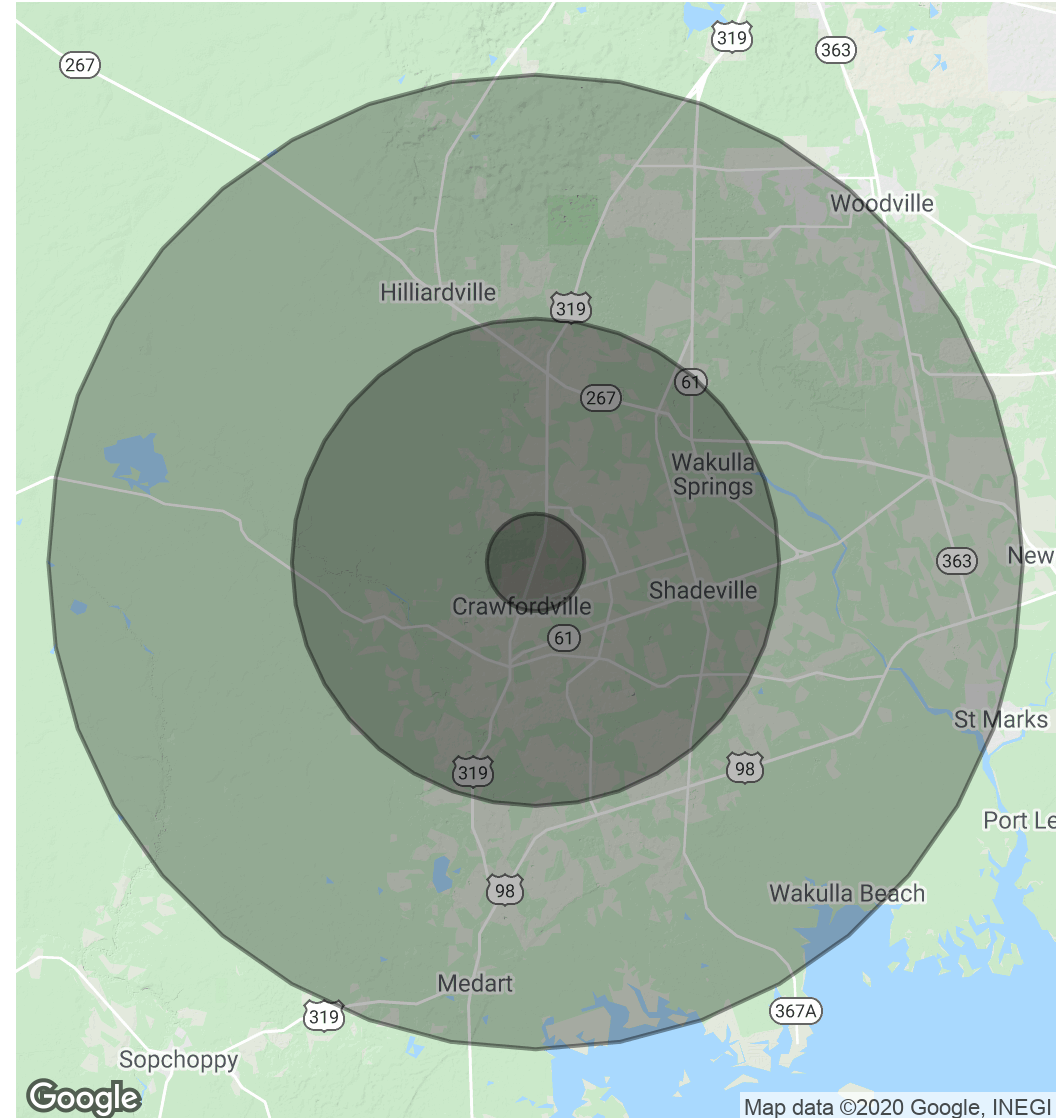 319
363
267
Woodville
Hilliardville
319
61
267
Wakulla
Springs
363
New
Shadeville
Crawfordville
61
St Marks
319
98
Port Le
98
Wakulla Beach
Medart
367A
319
Sopchoppy
Google
Map data ©2020 Google, INEGI